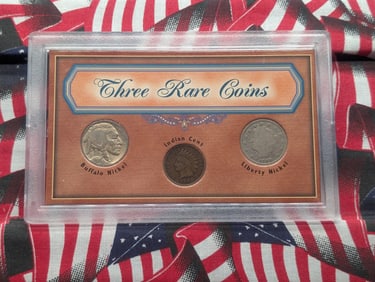 Three Rare Coins
Indian Cent
Buffalo Nickel
Liberty Nickel